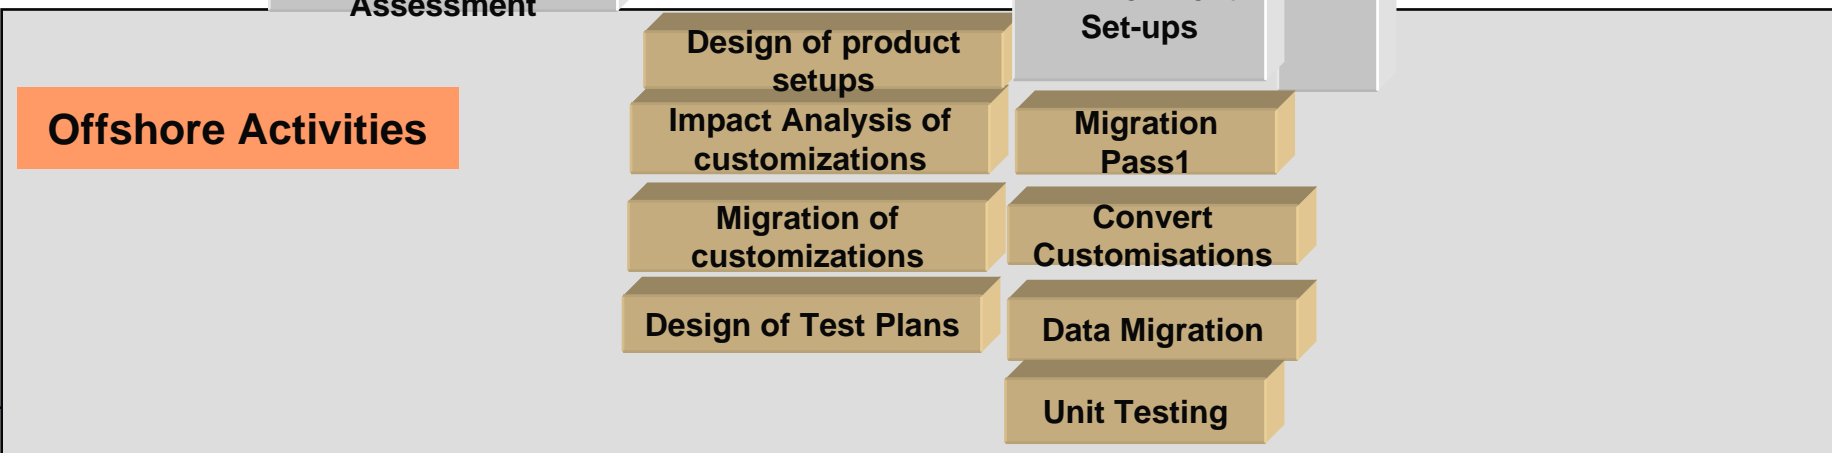 Assessment
Set-ups
Design of product
setups
Offshore Activities
Impact Analysis of
customizations
Migration
Pass1
Migration of
customizations
Convert
Customisations
Design of Test Plans
Data Migration
Unit Testing